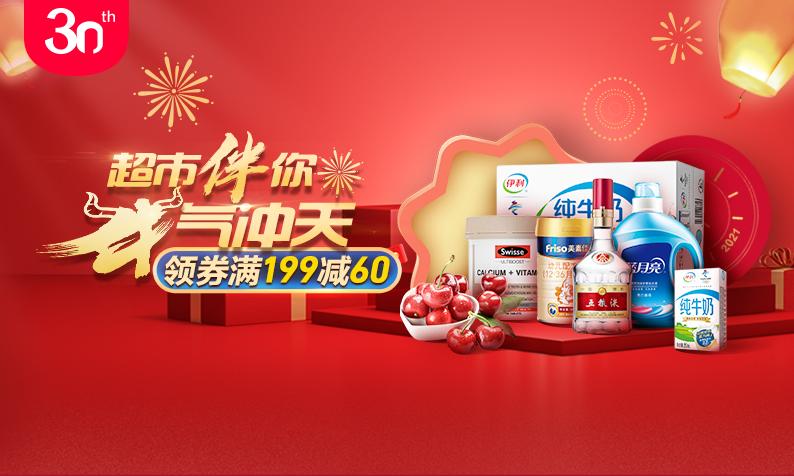 30th
超市伴你
牛气冲天
领券满199减60
伊利
纯牛奶
Swisse
ULTIBOOST
CALCIUM + VITAM
Friso美素佳
五粮液
月亮
2021
伊利
纯牛奶